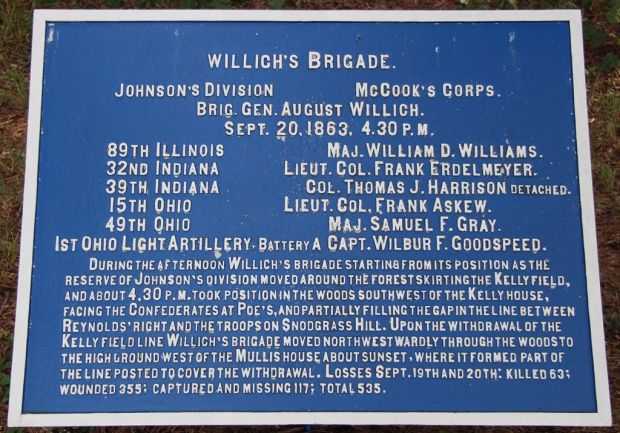 WILLICH'S BRIGADE.
JOHNSON'S DIVISION McCOOK'S CORPS.
BRIG. GEN. AUGUST WILLICH.
SEPT. 20, 1863, 4.30 P.M.
89TH ILLINOIS MAJ. WILLIAM D. WILLIAMS.
32ND INDIANA LIEUT. COL. FRANK ERDELMEYER.
39TH INDIANA COL. THOMAS J. HARRISON DETACHED.
15TH OHIO LIEUT. COL. FRANK ASKEW.
49TH OHIO MAJ. SAMUEL F. GRAY.
1ST OHIO LIGHT ARTILLERY. BATTERY A CAPT. WILBUR F. GOODSPEED.
DURING THE AFTERNOON WILLICH'S BRIGADE STARTING FROM ITS POSITION AS THE
RESERVE OF JOHNSON'S DIVISION MOVED AROUND THE FOREST SKIRTING THE KELLY FIELD,
AND ABOUT 4.30 P.M. TOOK POSITION IN THE WOODS SOUTHWEST OF THE KELLY HOUSE,
FACING THE CONFEDERATES AT POE'S, AND PARTIALLY FILLING THE GAP IN THE LINE BETWEEN
REYNOLDS' RIGHT AND THE TROOPS ON SNODGRASS HILL. UPON THE WITHDRAWAL OF THE
KELLY FIELD LINE WILLICH'S BRIGADE MOVED NORTHWESTWARDLY THROUGH THE WOODS TO
THE HIGH GROUND WEST OF THE MULLIS HOUSE ABOUT SUNSET, WHERE IT FORMED PART OF
THE LINE POSTED TO COVER THE WITHDRAWAL. LOSSES SEPT. 19TH AND 20TH: KILLED 63;
WOUNDED 355; CAPTURED AND MISSING 117; TOTAL 535.